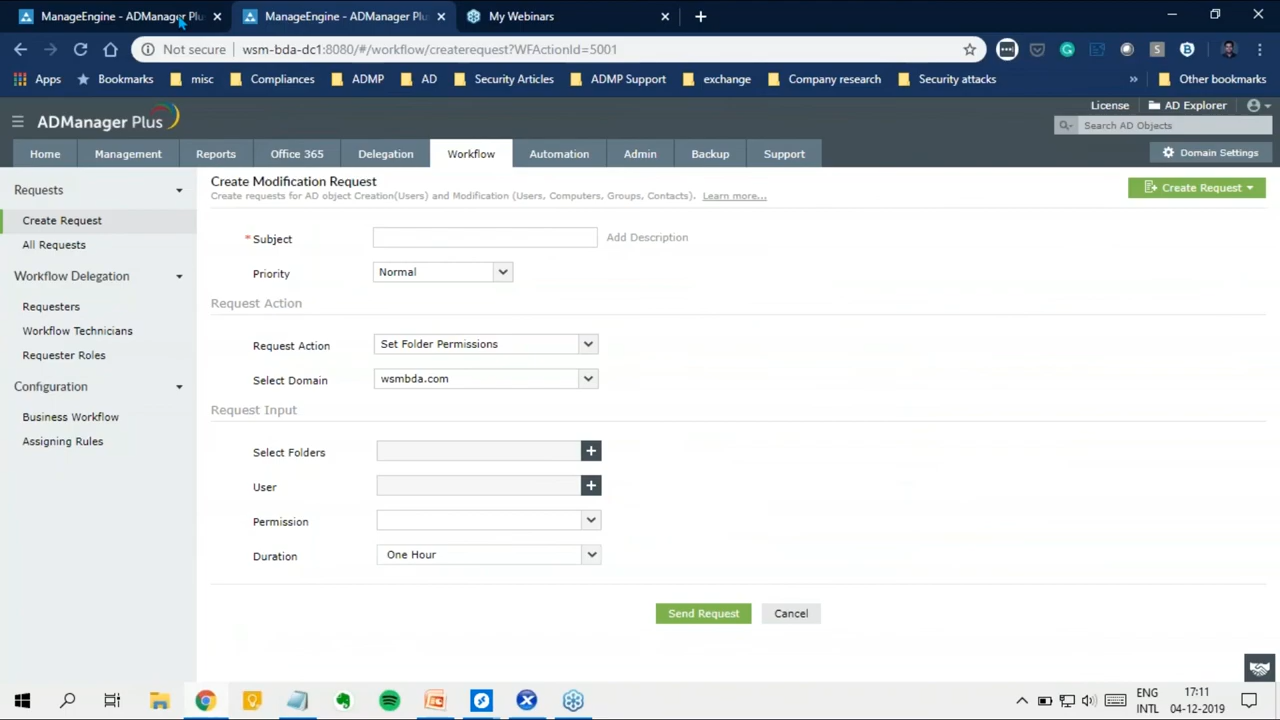 ManageEngine - ADManager Plu
ManageEngine - ADManager Plu
My Webinars
Not secure
wsm-bda-dc1:8080/#/workflow/createrequest?WFActionId=5001
Apps
Bookmarks
misc
Compliances
ADMP
AD
Security Articles
ADMP Support
exchange
Company research
Security attacks
»
Other bookmarks
ADManager Plus
License
AD Explorer
Search AD Objects
Home
Management
Reports
Office 365
Delegation
Workflow
Automation
Admin
Backup
Support
Domain Settings
Requests
Create Request
All Requests
Workflow Delegation
Requesters
Workflow Technicians
Requester Roles
Configuration
Business Workflow
Assigning Rules
Create Modification Request
Create requests for AD object Creation(Users) and Modification (Users, Computers, Groups, Contacts). Learn more...
Create Request
* Subject
Add Description
Priority
Normal
Request Action
Request Action
Set Folder Permissions
Select Domain
wsmbda.com
Request Input
Select Folders
User
Permission
Duration
One Hour
Send Request
Cancel
ENG
INTL
17:11
04-12-2019